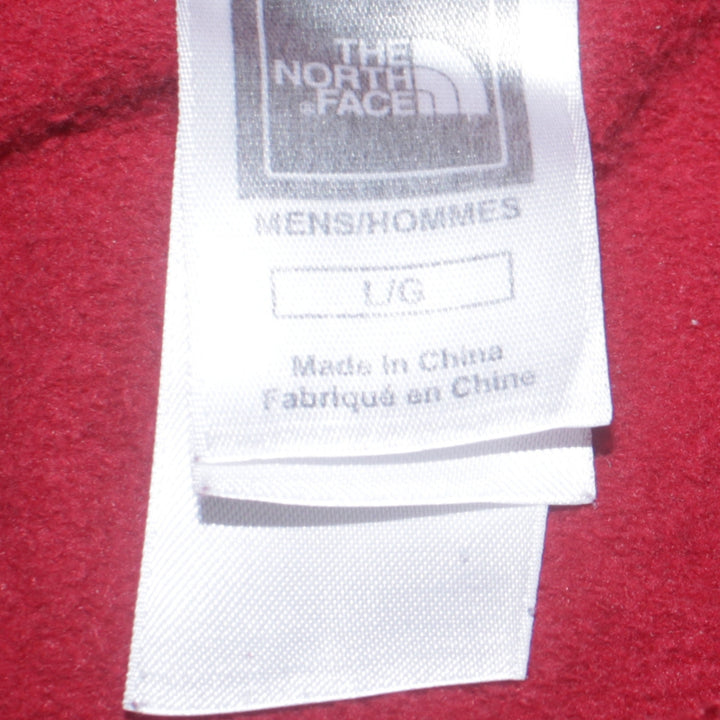 THE
NORTH
®FACE
MENS/HOMMES
L/G
Made in China
Fabriqué en Chine